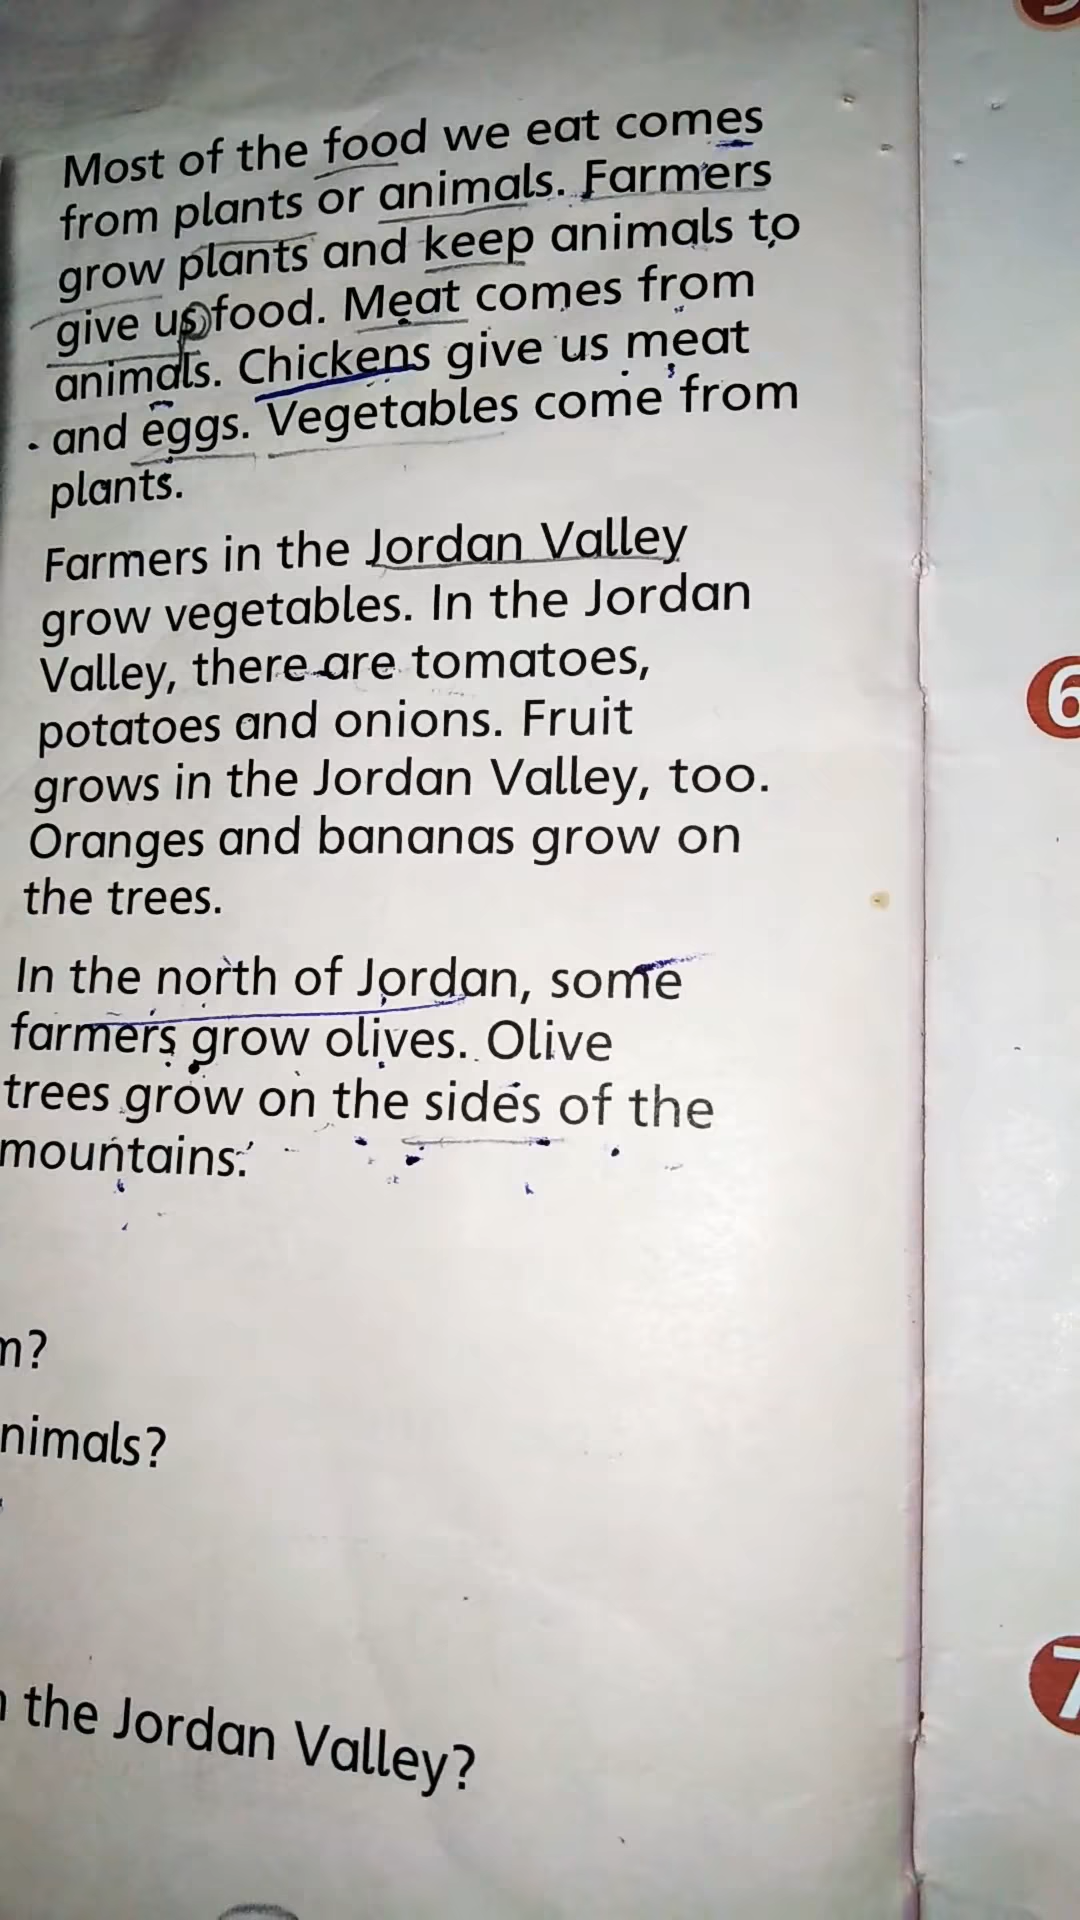 Most of the food we eat comes
from plants or animals. Farmers
grow plants and keep animals to
give us food. Meat comes from
animals. Chickens give us meat
and eggs. Vegetables come from
plants.
Farmers in the Jordan Valley
grow vegetables. In the Jordan
Valley, there are tomatoes,
potatoes and onions. Fruit
grows in the Jordan Valley, too.
Oranges and bananas grow on
the trees.
In the north of Jordan, some
farmers grow olives. Olive
trees grow on the sides of the
mountains.
m?
nimals?
the Jordan Valley?
6
7